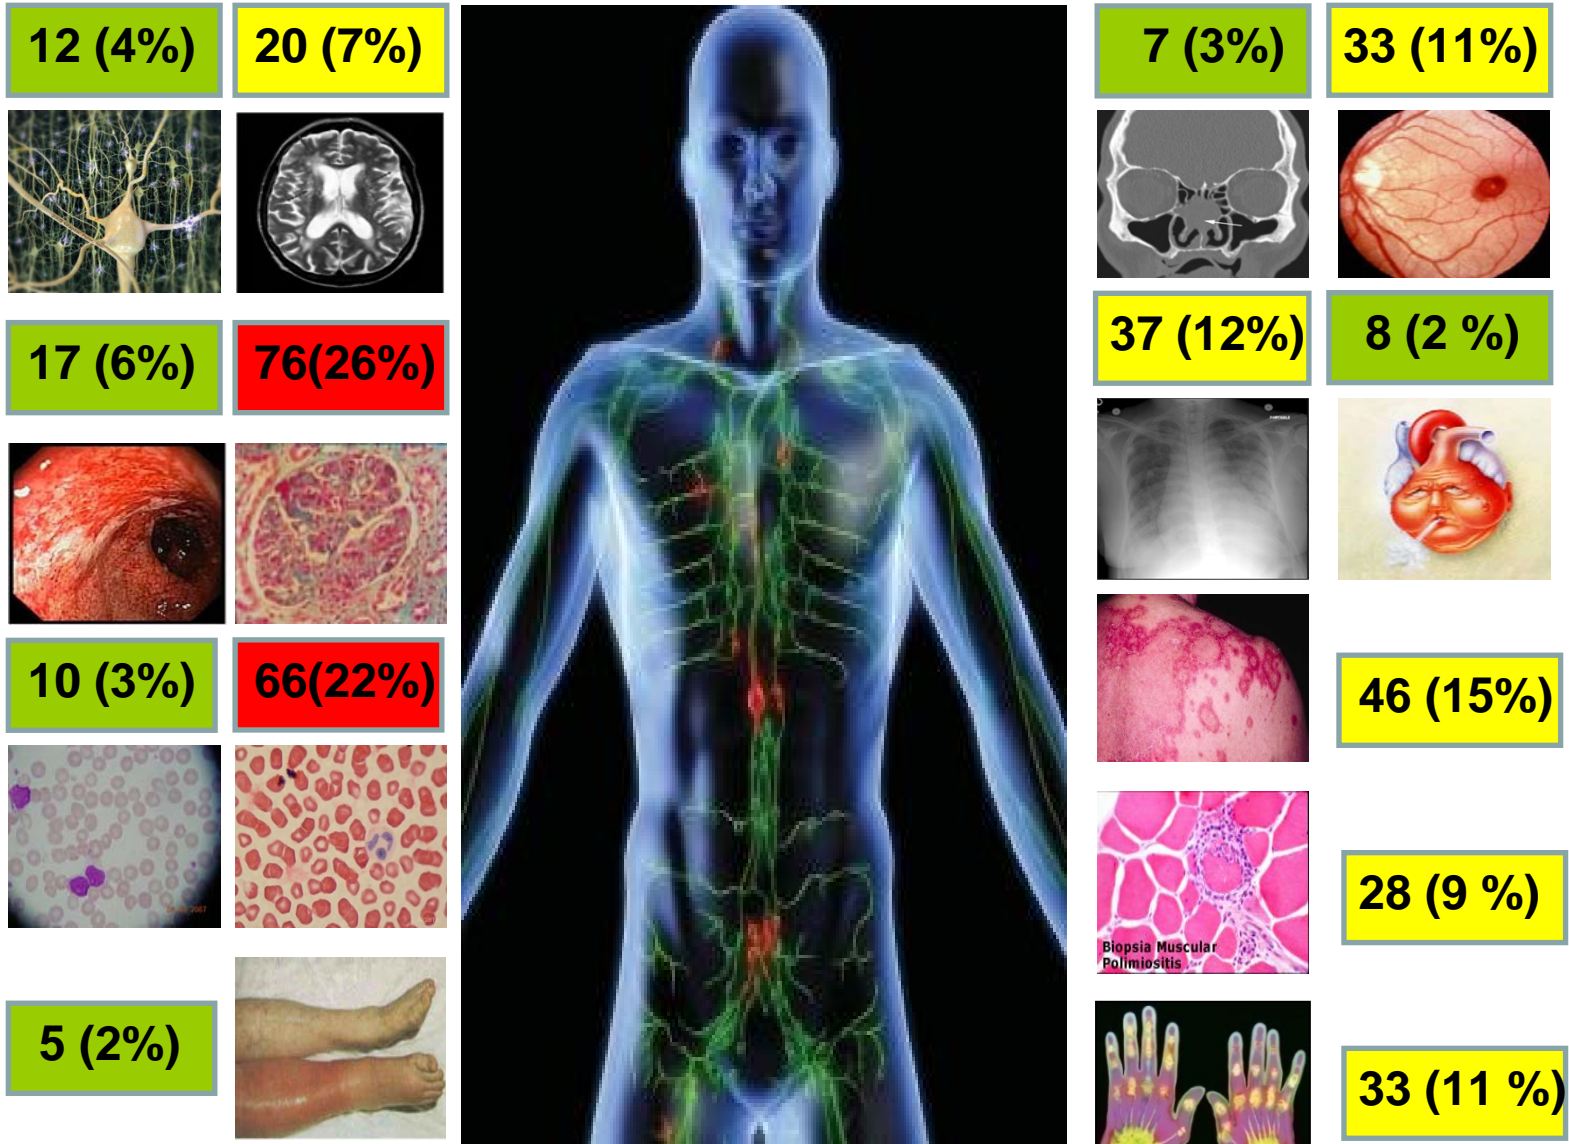 12 (4%)
20 (7%)
7 (3%)
33 (11%)
17 (6%)
76(26%)
37 (12%)
8 (2 %)
10 (3%)
66(22%)
46 (15%)
28 (9 %)
Biopsia Muscular
Polimiositis
5 (2%)
33 (11 %)